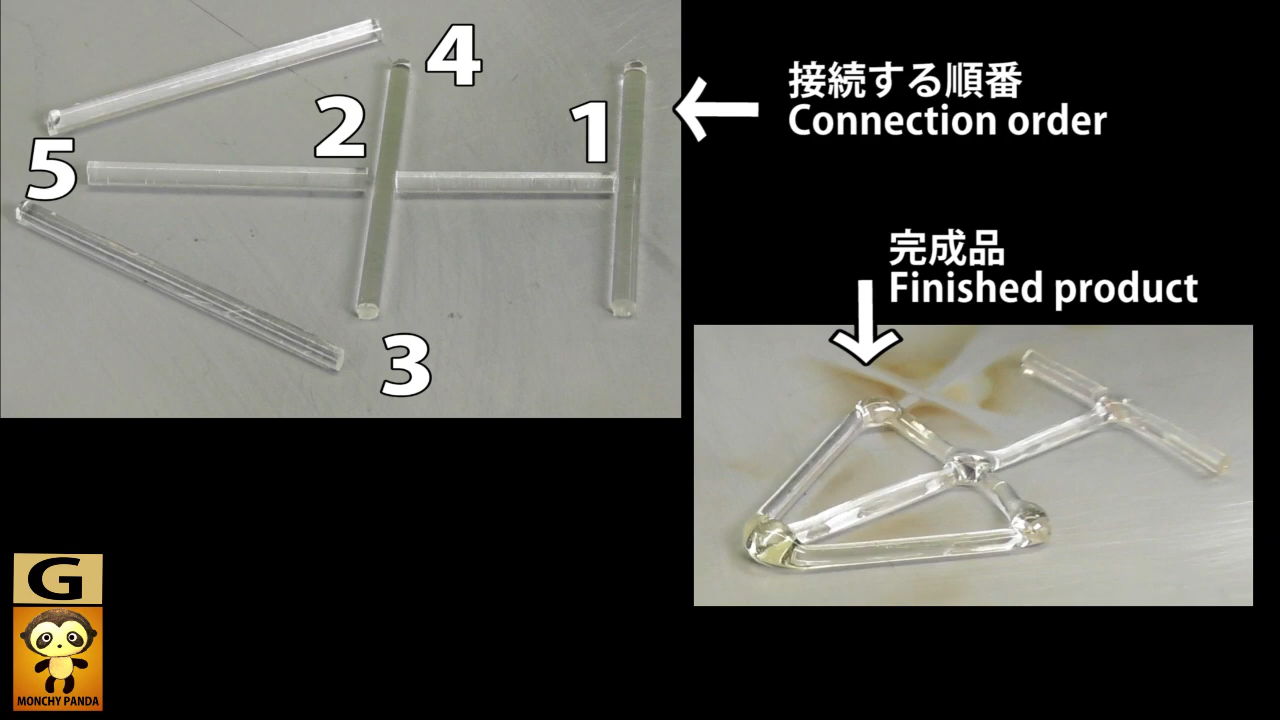 4
2
1
5
3
接続する順番
Connection order
完成品
Finished product
G
MONCHY PANDA